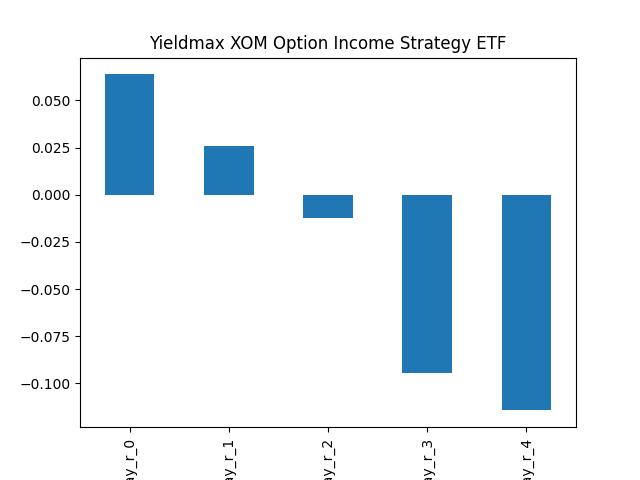 Yieldmax XOM Option Income Strategy ETF
0.050
0.025
0.000
−0.025
−0.050
−0.075
−0.100
ay_r_0
ay_r_1
ay_r_2
ay_r_3
ay_r_4